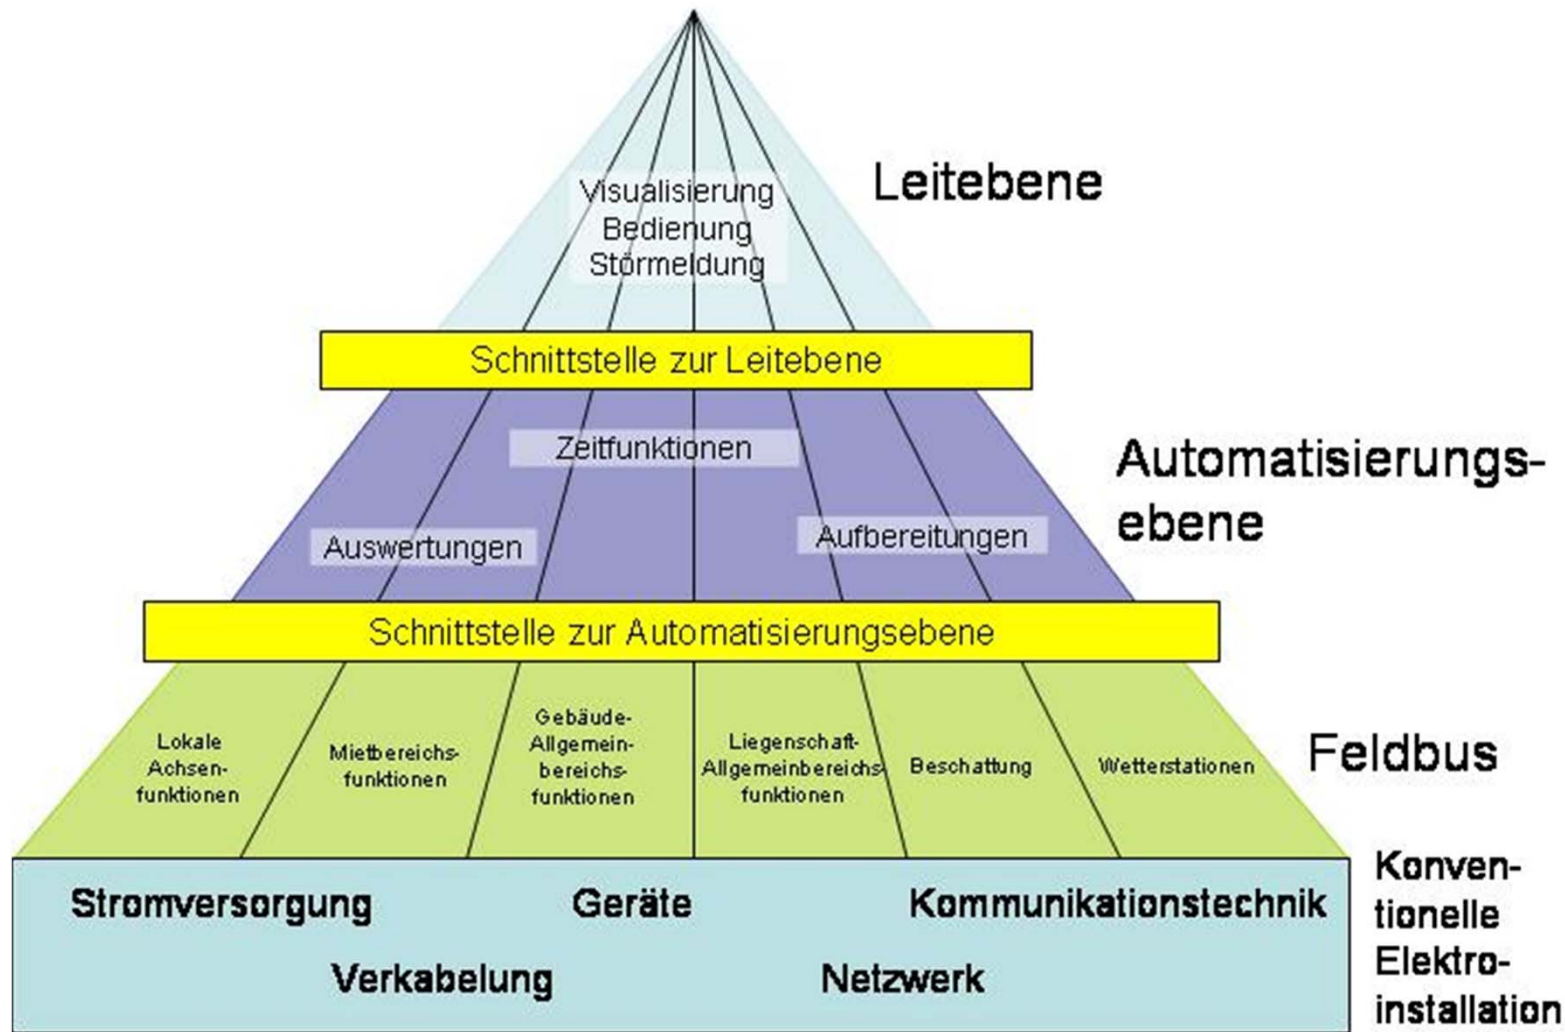 Leitebene
Visualisierung
Bedienung
Störmeldung
Schnittstelle zur Leitebene
Zeitfunktionen
Automatisierungs-
ebene
Auswertungen
Aufbereitungen
Schnittstelle zur Automatisierungsebene
Lokale
Achsen-
funktionen
Mietbereichs-
funktionen
Gebäude-
Allgemein-
bereichs-
funktionen
Liegenschaft-
Allgemeinbereichs-
funktionen
Beschattung
Wetterstationen
Feldbus
Stromversorgung
Geräte
Kommunikationstechnik
Verkabelung
Netzwerk
Konven-
tionelle
Elektro-
installation